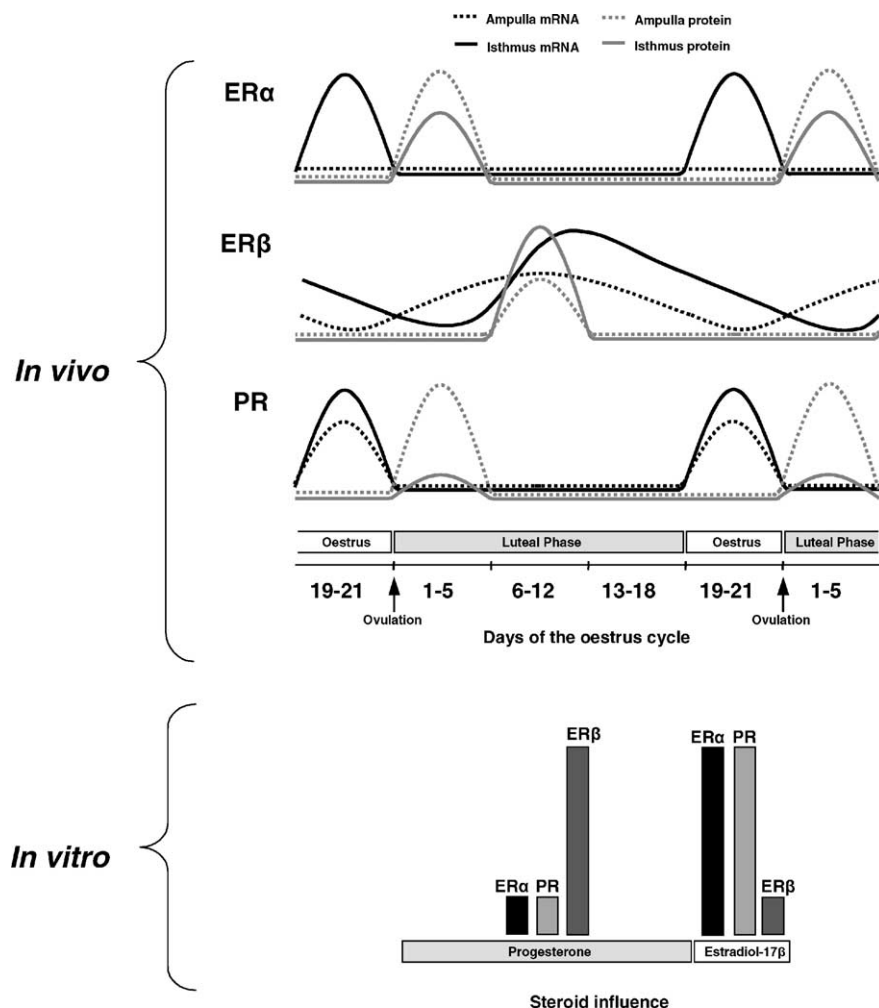 Ampulla mRNA Ampulla protein
Isthmus mRNA Isthmus protein
ERα
ERβ
In vivo
PR
Oestrus Luteal Phase Oestrus Luteal Phase
19-21 1-5 6-12 13-18 19-21 1-5
Ovulation Ovulation
Days of the oestrus cycle
ERβ ERα PR
In vitro
ERα PR ERβ
Progesterone Estradiol-17β
Steroid influence